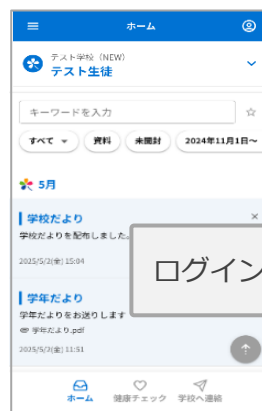 ホーム
テスト学校（NEW）
テスト生徒
キーワードを入力
すべて
資料
未開封
2024年11月1日〜
5月
学校だより
学校だよりを配布しました。
2025/5/2(金) 15:04
ログイン
学年だより
学年だよりをお送りします
学年だより.pdf
2025/5/2(金) 11:51
ホーム
健康チェック
学校へ連絡